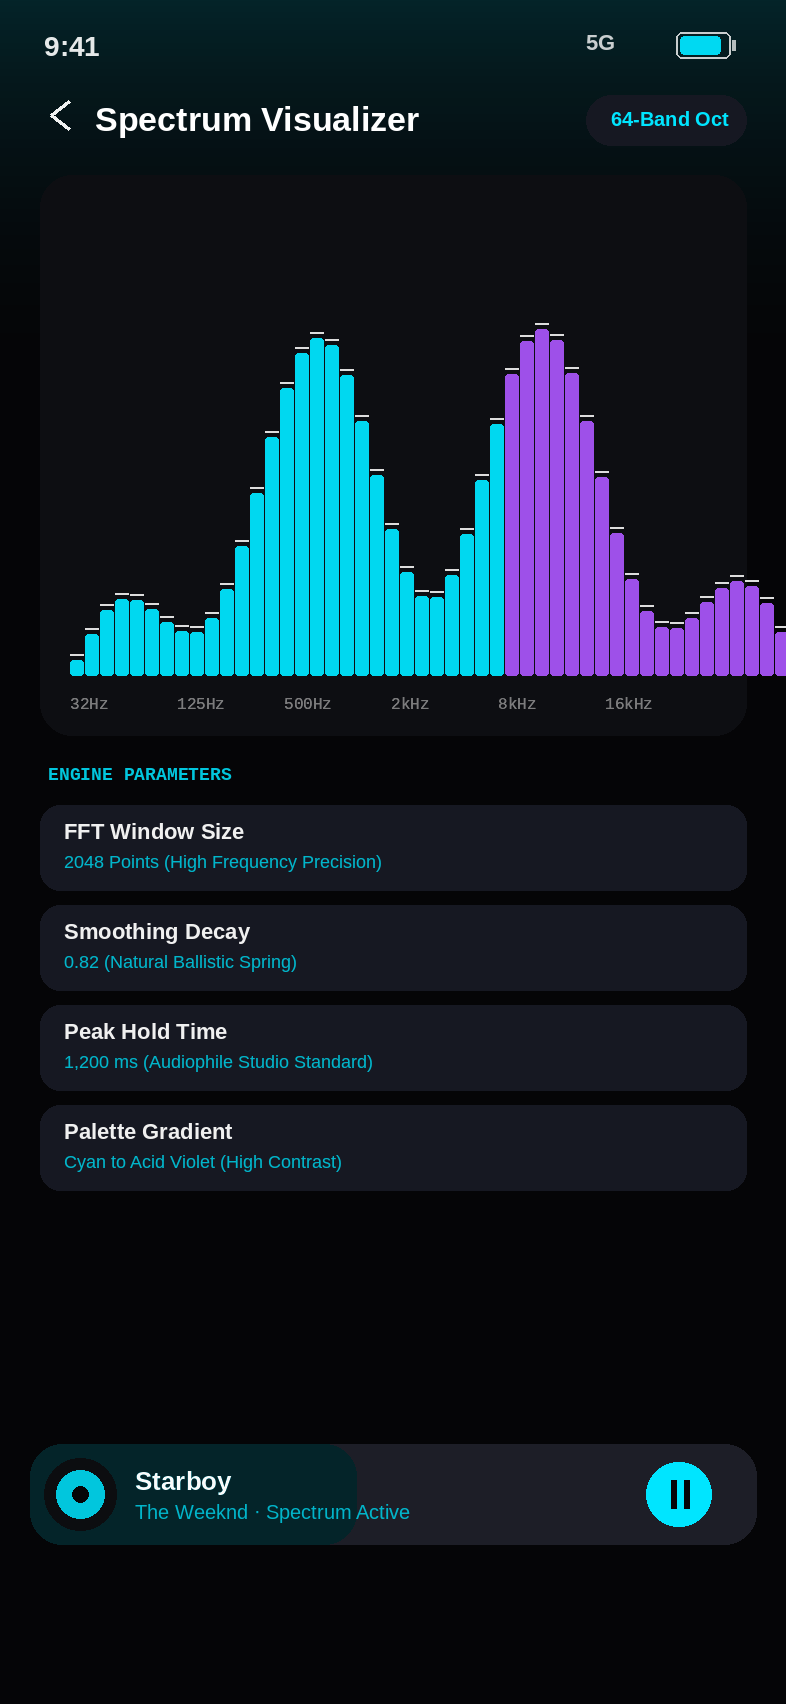 9:41 5G
Spectrum Visualizer 64-Band Oct
32Hz 125Hz 500Hz 2kHz 8kHz 16kHz
ENGINE PARAMETERS
FFT Window Size
2048 Points (High Frequency Precision)
Smoothing Decay
0.82 (Natural Ballistic Spring)
Peak Hold Time
1,200 ms (Audiophile Studio Standard)
Palette Gradient
Cyan to Acid Violet (High Contrast)
Starboy
The Weeknd · Spectrum Active